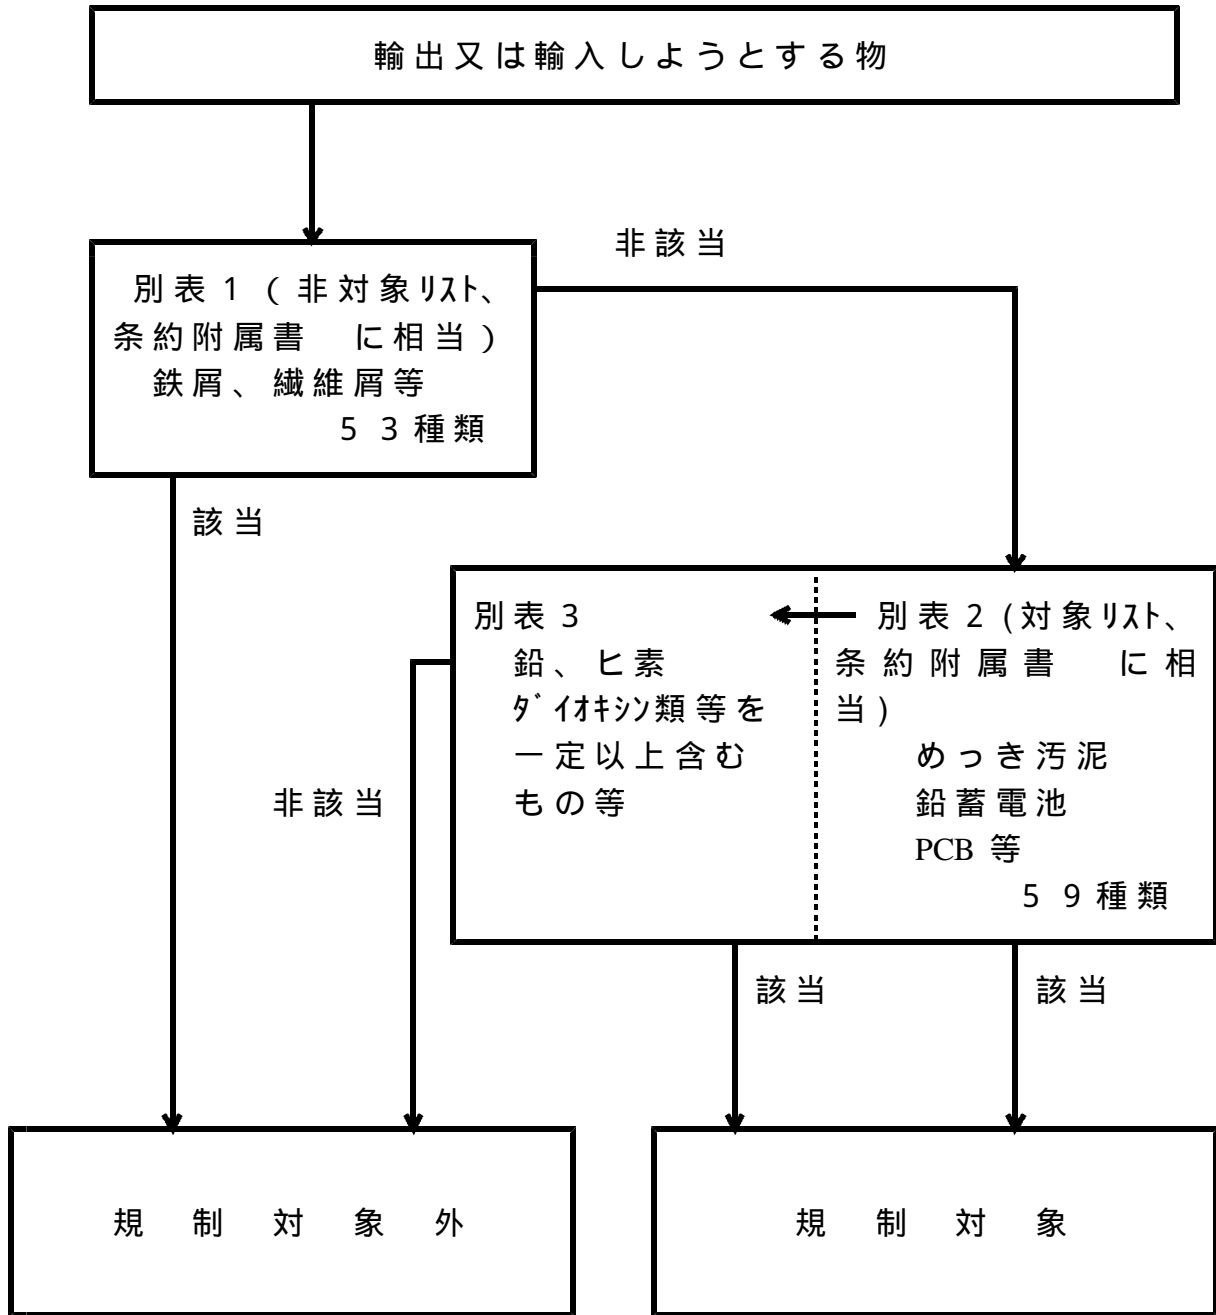 輸出又は輸入しようとする物
非該当
別表1(非対象ﾘｽﾄ、
条約附属書　に相当)
鉄屑、繊維屑等
５３種類
該当
別表3
鉛、ヒ素
ﾀﾞｲｵｷｼﾝ類等を
一定以上含む
もの等
別表2(対象ﾘｽﾄ、
条約附属書　に相
当)
めっき汚泥
鉛蓄電池
PCB 等
５９種類
非該当
該当
該当
規制対象外
規制対象